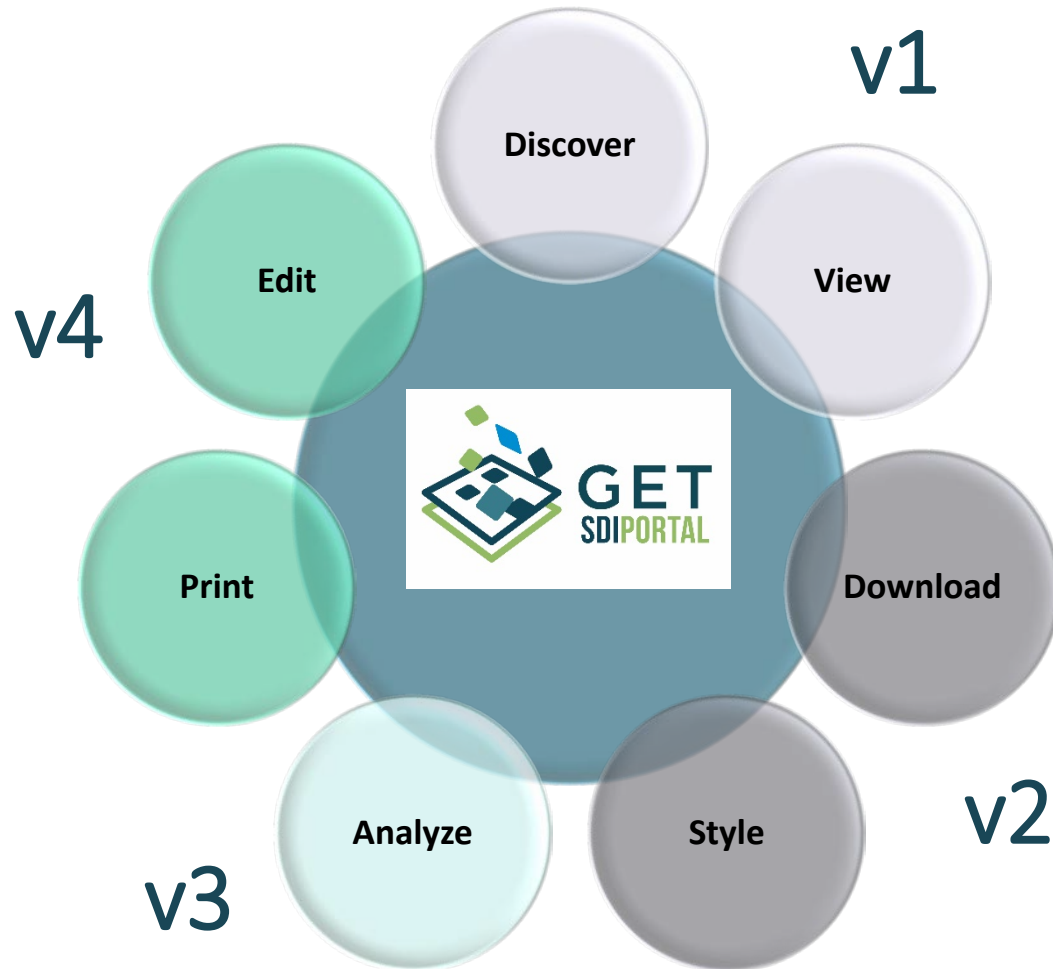 v1
Discover
View
Download
v2
Style
Analyze
v3
Print
v4
Edit
GET
SDIPORTAL